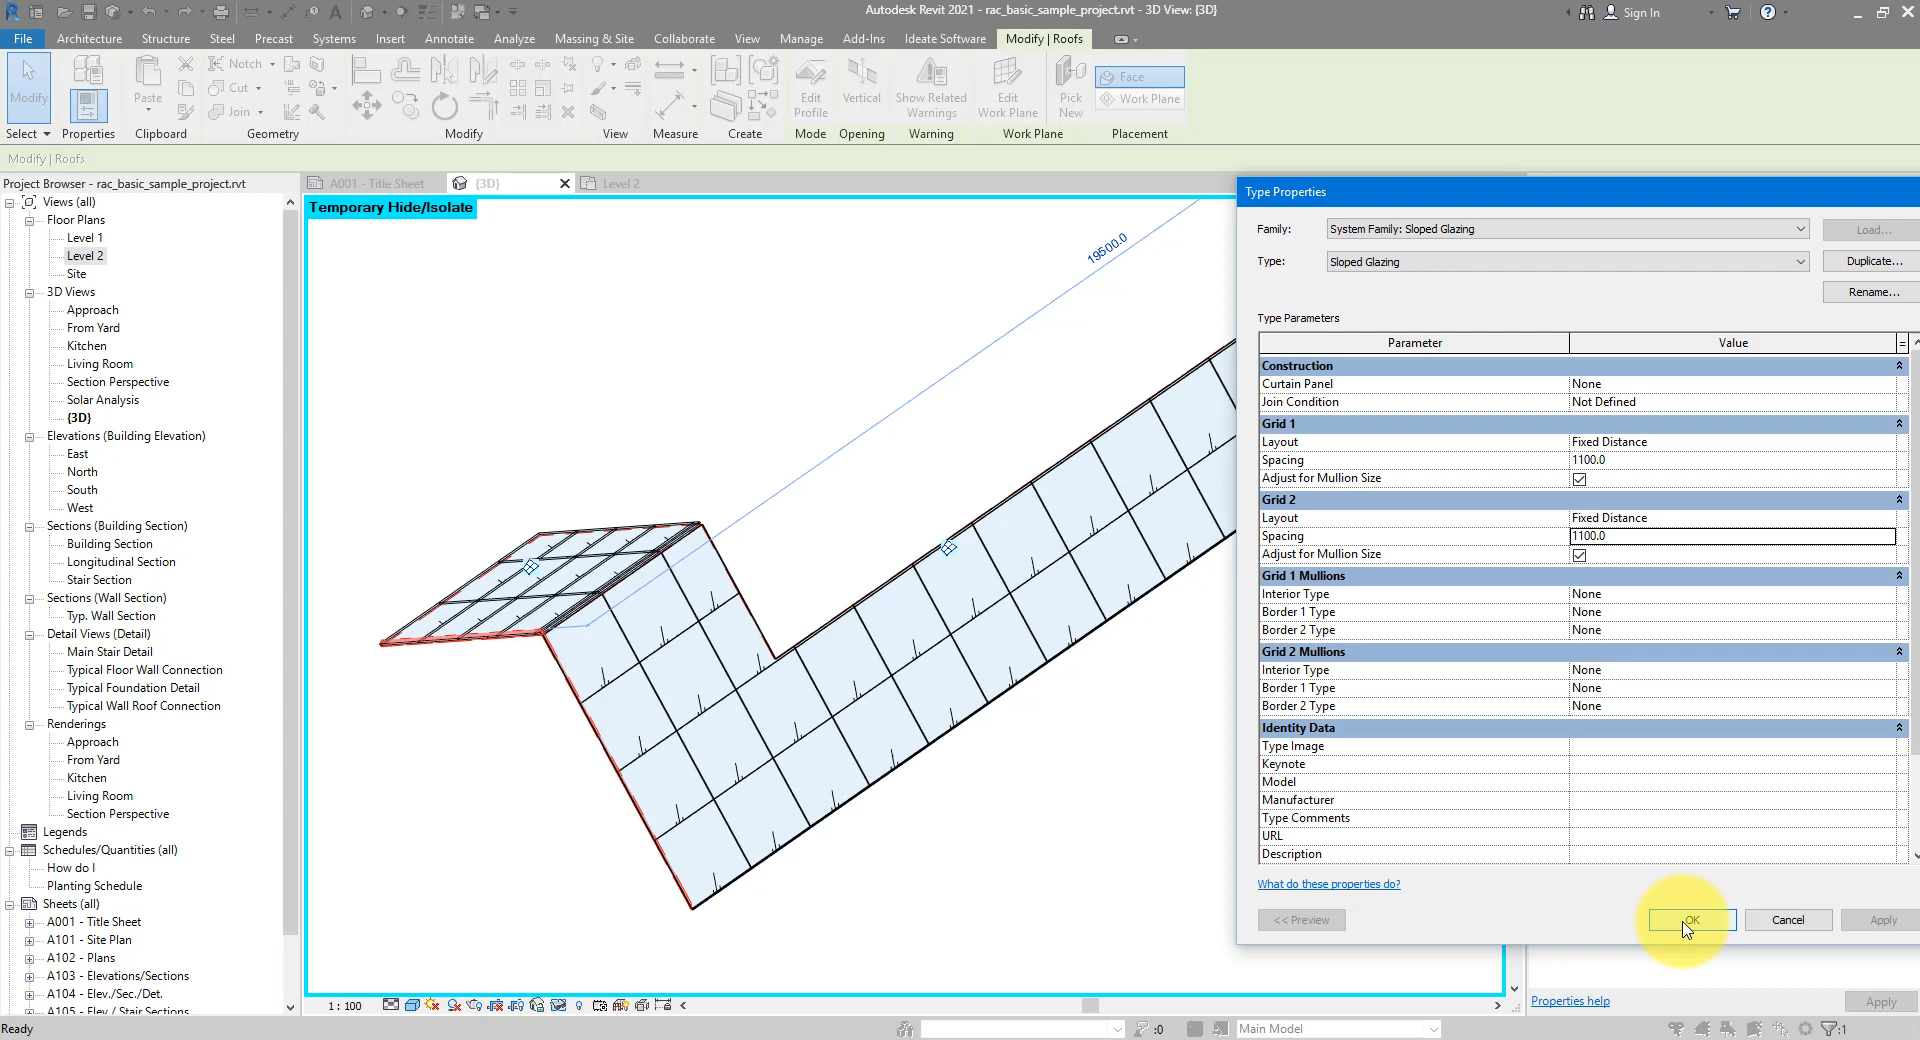 Autodesk Revit 2021 - rac_basic_sample_project.rvt - 3D View: {3D}
Sign In
File Architecture Structure Steel Precast Systems Insert Annotate Analyze Massing & Site Collaborate View Manage Add-Ins Ideate Software Modify | Roofs
Modify
Paste
Notch
Cut
Join
Edit Profile
Vertical
Show Related Warnings
Edit Work Plane
Pick New
Face
Work Plane
Select Properties Clipboard Geometry Modify View Measure Create Mode Opening Warning Work Plane Placement
Modify | Roofs
Project Browser - rac_basic_sample_project.rvt
A001 - Title Sheet
{3D}
Level 2
Views (all)
Floor Plans
Level 1
Level 2
Site
3D Views
Approach
From Yard
Kitchen
Living Room
Section Perspective
Solar Analysis
{3D}
Elevations (Building Elevation)
East
North
South
West
Sections (Building Section)
Building Section
Longitudinal Section
Stair Section
Sections (Wall Section)
Typ. Wall Section
Detail Views (Detail)
Main Stair Detail
Typical Floor Wall Connection
Typical Foundation Detail
Typical Wall Roof Connection
Renderings
Approach
From Yard
Kitchen
Living Room
Section Perspective
Legends
Schedules/Quantities (all)
How do I
Planting Schedule
Sheets (all)
A001 - Title Sheet
A101 - Site Plan
A102 - Plans
A103 - Elevations/Sections
A104 - Elev./Sec./Det.
A105 - Elev./ Stair Sections
Temporary Hide/Isolate
19500.0
Type Properties
Family: System Family: Sloped Glazing Load...
Type: Sloped Glazing Duplicate...
Rename...
Type Parameters
Parameter Value =
Construction
Curtain Panel None
Join Condition Not Defined
Grid 1
Layout Fixed Distance
Spacing 1100.0
Adjust for Mullion Size
Grid 2
Layout Fixed Distance
Spacing 1100.0
Adjust for Mullion Size
Grid 1 Mullions
Interior Type None
Border 1 Type None
Border 2 Type None
Grid 2 Mullions
Interior Type None
Border 1 Type None
Border 2 Type None
Identity Data
Type Image
Keynote
Model
Manufacturer
Type Comments
URL
Description
What do these properties do?
<< Preview OK Cancel Apply
1 : 100
Properties help Apply
Ready
:0
Main Model
:1